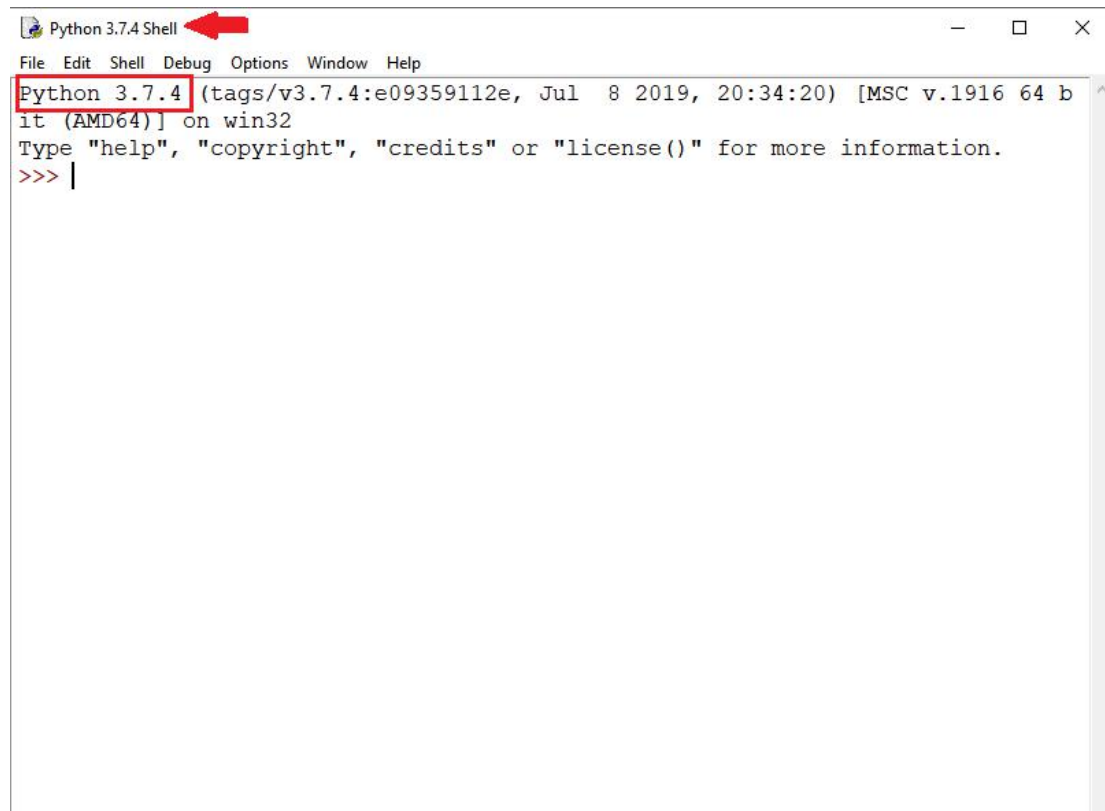 Python 3.7.4 Shell
File Edit Shell Debug Options Window Help
Python 3.7.4 (tags/v3.7.4:e09359112e, Jul  8 2019, 20:34:20) [MSC v.1916 64 b
it (AMD64)] on win32
Type "help", "copyright", "credits" or "license()" for more information.
>>>